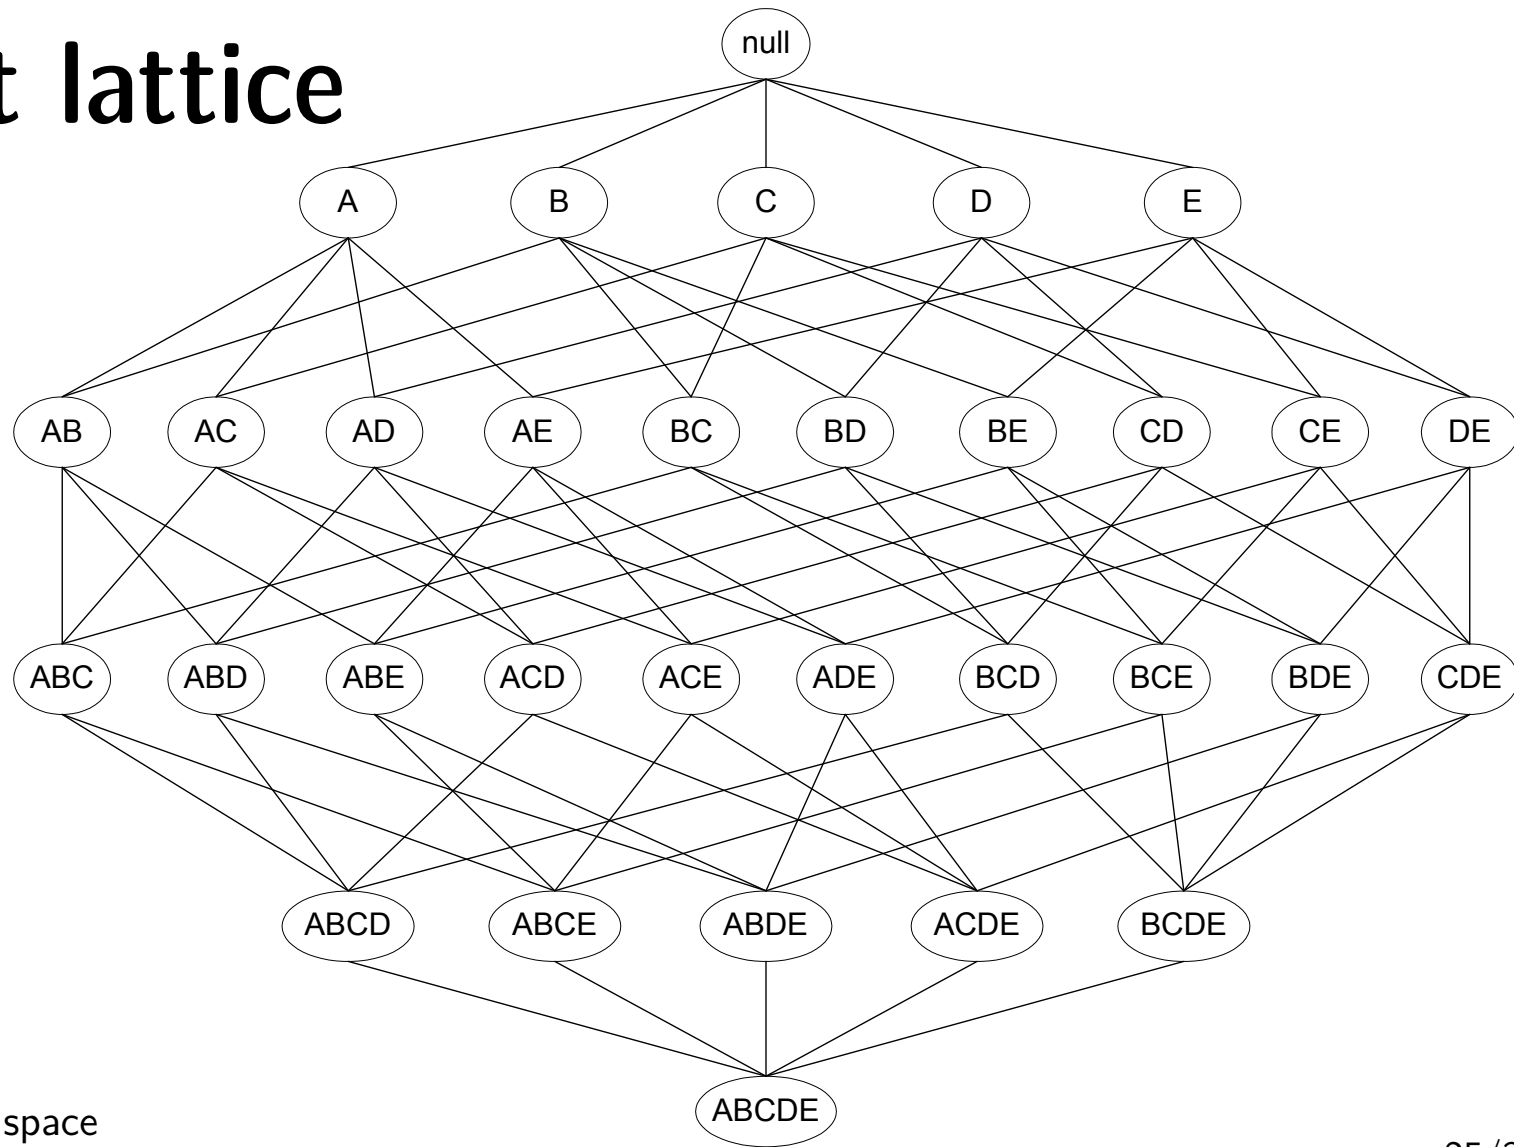 t lattice
null
A B C D E
AB AC AD AE BC BD BE CD CE DE
ABC ABD ABE ACD ACE ADE BCD BCE BDE CDE
ABCD ABCE ABDE ACDE BCDE
ABCDE
space